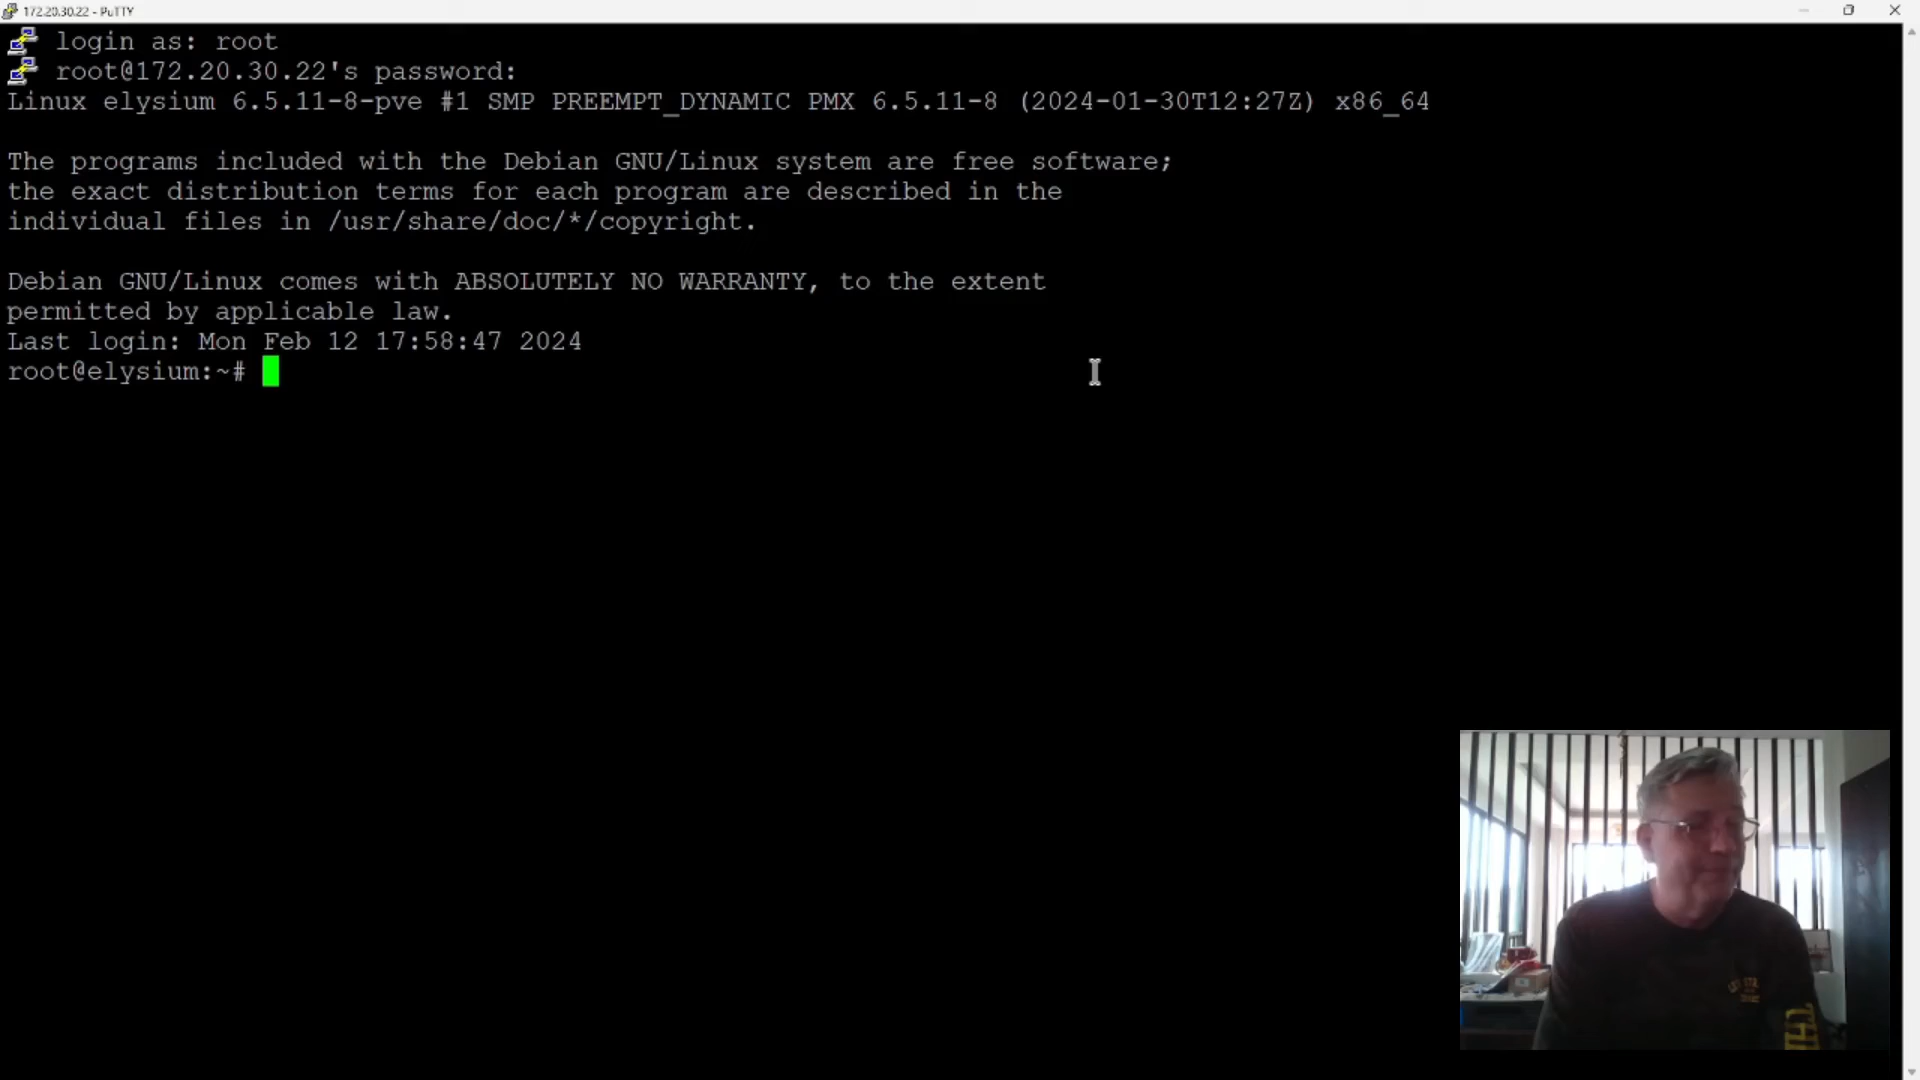 172.20.30.22 - PuTTY
login as: root
root@172.20.30.22's password:
Linux elysium 6.5.11-8-pve #1 SMP PREEMPT_DYNAMIC PMX 6.5.11-8 (2024-01-30T12:27Z) x86_64
The programs included with the Debian GNU/Linux system are free software;
the exact distribution terms for each program are described in the
individual files in /usr/share/doc/*/copyright.
Debian GNU/Linux comes with ABSOLUTELY NO WARRANTY, to the extent
permitted by applicable law.
Last login: Mon Feb 12 17:58:47 2024
root@elysium:~#